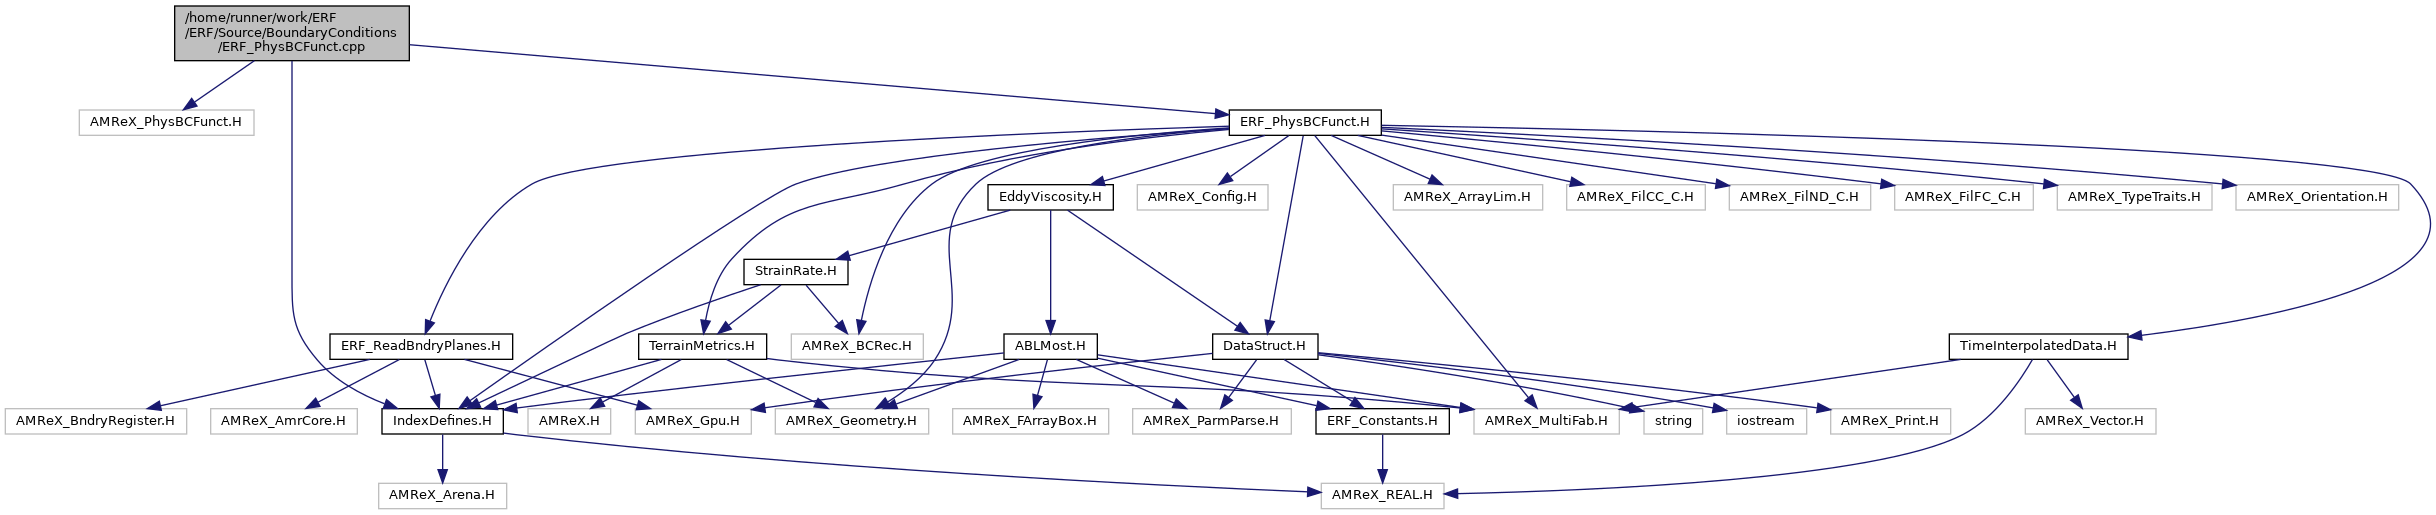 /home/runner/work/ERF
/ERF/Source/BoundaryConditions
/ERF_PhysBCFunct.cpp
AMReX_PhysBCFunct.H
ERF_PhysBCFunct.H
EddyViscosity.H
AMReX_Config.H
AMReX_ArrayLim.H
AMReX_FilCC_C.H
AMReX_FilND_C.H
AMReX_FilFC_C.H
AMReX_TypeTraits.H
AMReX_Orientation.H
StrainRate.H
ERF_ReadBndryPlanes.H
TerrainMetrics.H
AMReX_BCRec.H
ABLMost.H
DataStruct.H
TimeInterpolatedData.H
AMReX_BndryRegister.H
AMReX_AmrCore.H
IndexDefines.H
AMReX.H
AMReX_Gpu.H
AMReX_Geometry.H
AMReX_FArrayBox.H
AMReX_ParmParse.H
ERF_Constants.H
AMReX_MultiFab.H
string
iostream
AMReX_Print.H
AMReX_Vector.H
AMReX_Arena.H
AMReX_REAL.H